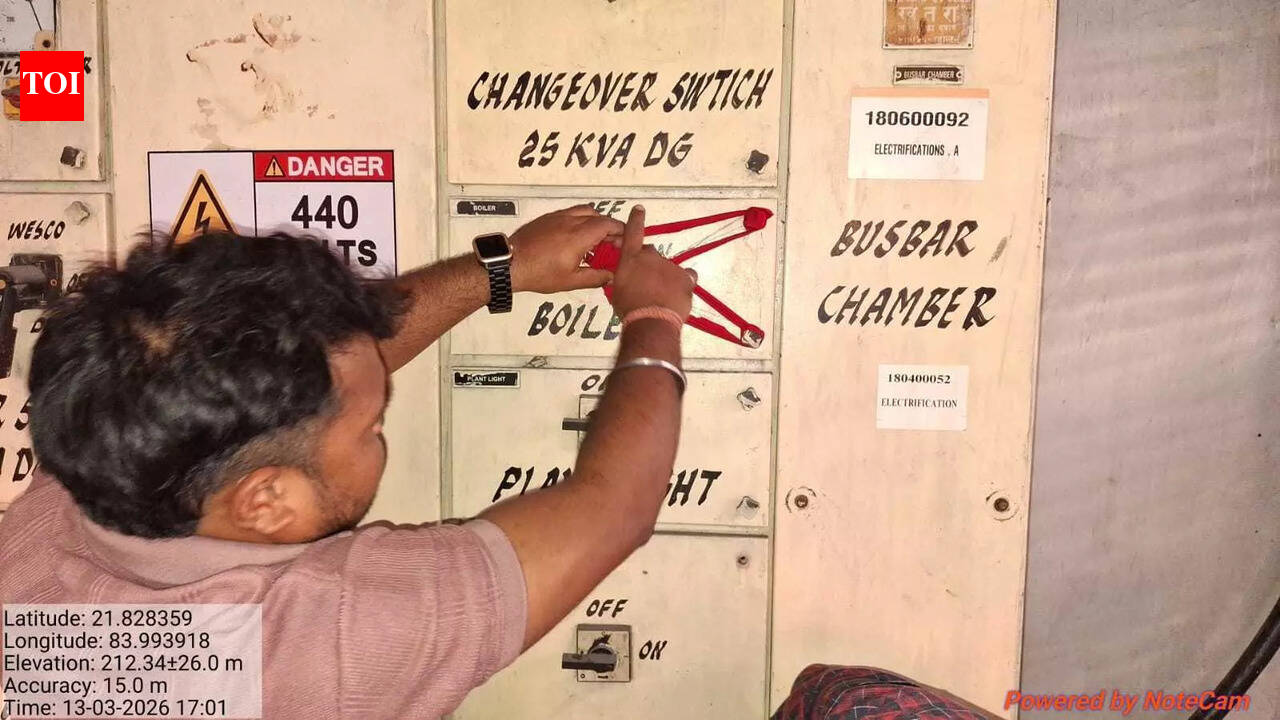 TOI
CHANGEOVER SWTICH
25 KVA DG
BUSBAR CHAMBER
180600092
ELECTRIFICATIONS . A
DANGER
440
BOILER
WESCO
BUSBAR
CHAMBER
PLANT LIGHT
180400052
ELECTRIFICATION
OFF
ON
Latitude: 21.828359
Longitude: 83.993918
Elevation: 212.34±26.0 m
Accuracy: 15.0 m
Time: 13-03-2026 17:01
Powered by NoteCam